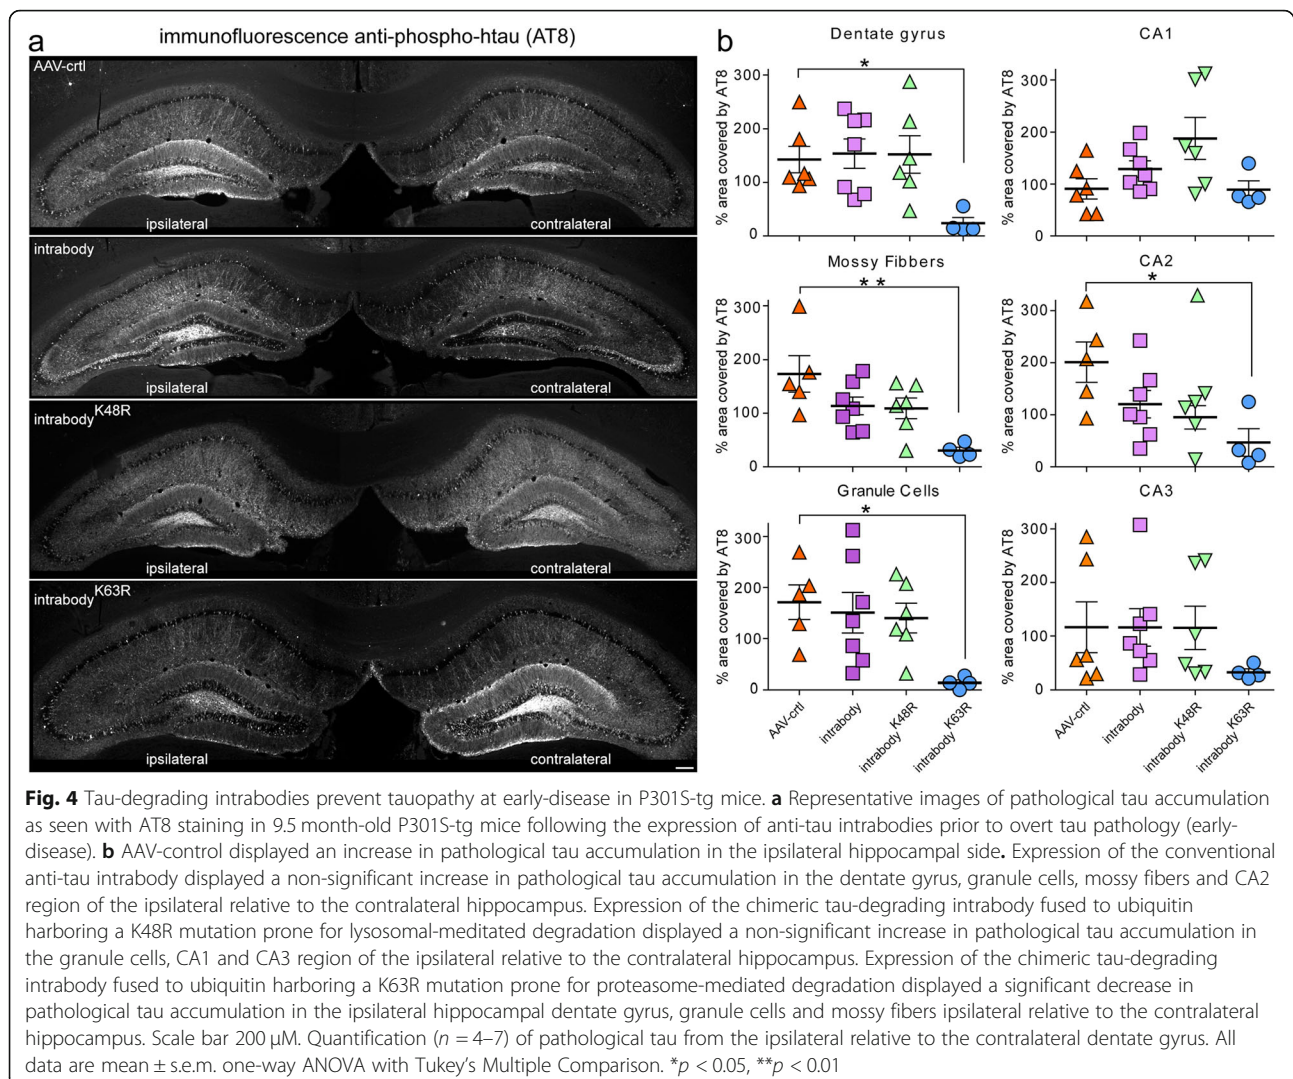 a
immunofluorescence anti-phospho-htau (AT8)
AAV-crtl
ipsilateral
contralateral
intrabody
ipsilateral
contralateral
intrabodyK48R
ipsilateral
contralateral
intrabodyK63R
ipsilateral
contralateral
b
Dentate gyrus
% area covered by AT8
300
200
100
0
*
CA1
% area covered by AT8
300
200
100
0
Mossy Fibbers
% area covered by AT8
300
200
100
0
* *
CA2
% area covered by AT8
300
200
100
0
*
Granule Cells
% area covered by AT8
300
200
100
0
*
AAV-crtl
intrabody
intrabody K48R
intrabody K63R
CA3
% area covered by AT8
300
200
100
0
AAV-crtl
intrabody
intrabody K48R
intrabody K63R
Fig. 4 Tau-degrading intrabodies prevent tauopathy at early-disease in P301S-tg mice. a Representative images of pathological tau accumulation
as seen with AT8 staining in 9.5 month-old P301S-tg mice following the expression of anti-tau intrabodies prior to overt tau pathology (early-
disease). b AAV-control displayed an increase in pathological tau accumulation in the ipsilateral hippocampal side. Expression of the conventional
anti-tau intrabody displayed a non-significant increase in pathological tau accumulation in the dentate gyrus, granule cells, mossy fibers and CA2
region of the ipsilateral relative to the contralateral hippocampus. Expression of the chimeric tau-degrading intrabody fused to ubiquitin
harboring a K48R mutation prone for lysosomal-meditated degradation displayed a non-significant increase in pathological tau accumulation in
the granule cells, CA1 and CA3 region of the ipsilateral relative to the contralateral hippocampus. Expression of the chimeric tau-degrading
intrabody fused to ubiquitin harboring a K63R mutation prone for proteasome-mediated degradation displayed a significant decrease in
pathological tau accumulation in the ipsilateral hippocampal dentate gyrus, granule cells and mossy fibers ipsilateral relative to the contralateral
hippocampus. Scale bar 200 μM. Quantification (n = 4–7) of pathological tau from the ipsilateral relative to the contralateral dentate gyrus. All
data are mean ± s.e.m. one-way ANOVA with Tukey's Multiple Comparison. *p < 0.05, **p < 0.01